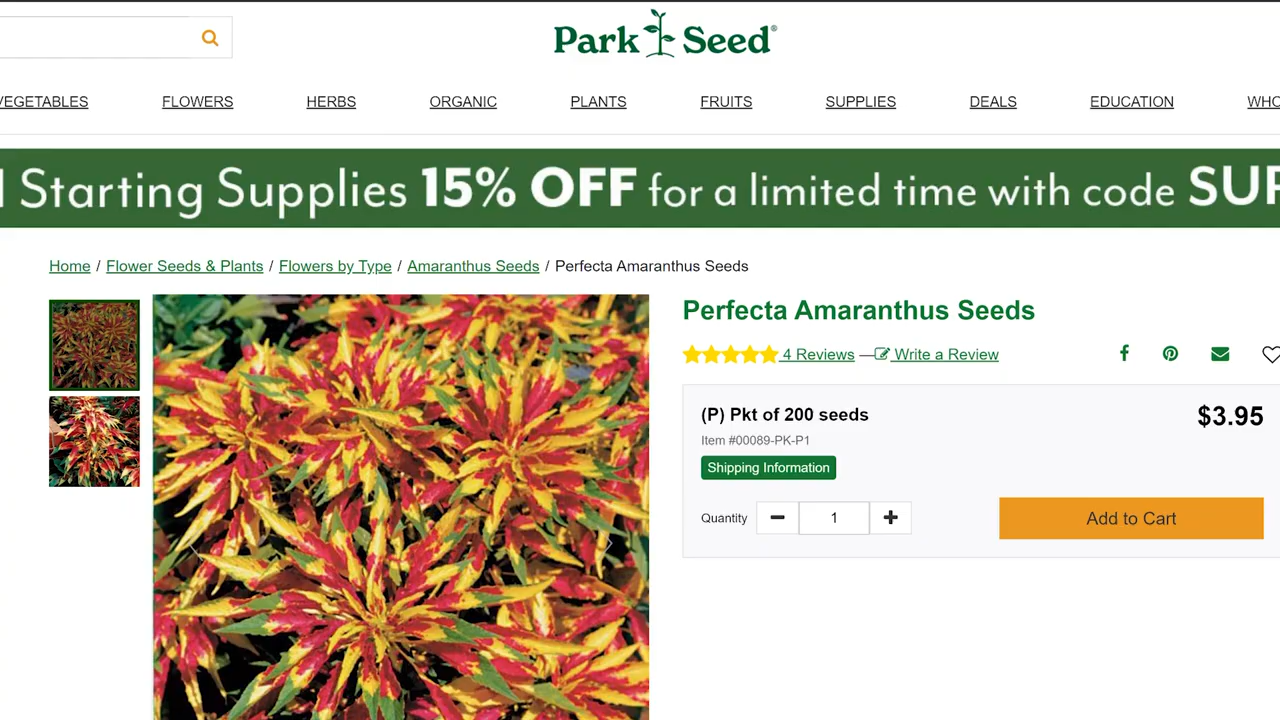 Park Seed®
VEGETABLES FLOWERS HERBS ORGANIC PLANTS FRUITS SUPPLIES DEALS EDUCATION
Starting Supplies 15% OFF for a limited time with code
Home / Flower Seeds & Plants / Flowers by Type / Amaranthus Seeds / Perfecta Amaranthus Seeds
Perfecta Amaranthus Seeds
4 Reviews — Write a Review
(P) Pkt of 200 seeds $3.95
Item #00089-PK-P1
Shipping Information
Quantity 1 Add to Cart